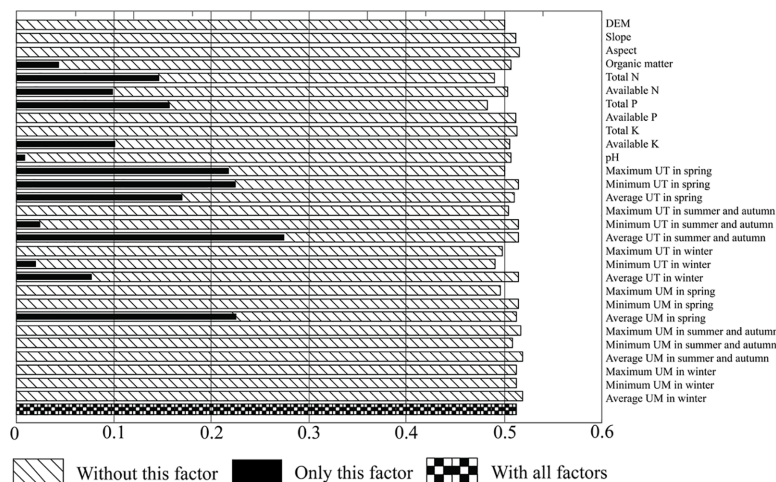 DEM
Slope
Aspect
Organic matter
Total N
Available N
Total P
Available P
Total K
Available K
pH
Maximum UT in spring
Minimum UT in spring
Average UT in spring
Maximum UT in summer and autumn
Minimum UT in summer and autumn
Average UT in summer and autumn
Maximum UT in winter
Minimum UT in winter
Average UT in winter
Maximum UM in spring
Minimum UM in spring
Average UM in spring
Maximum UM in summer and autumn
Minimum UM in summer and autumn
Average UM in summer and autumn
Maximum UM in winter
Minimum UM in winter
Average UM in winter
0 0.1 0.2 0.3 0.4 0.5 0.6
Without this factor Only this factor With all factors